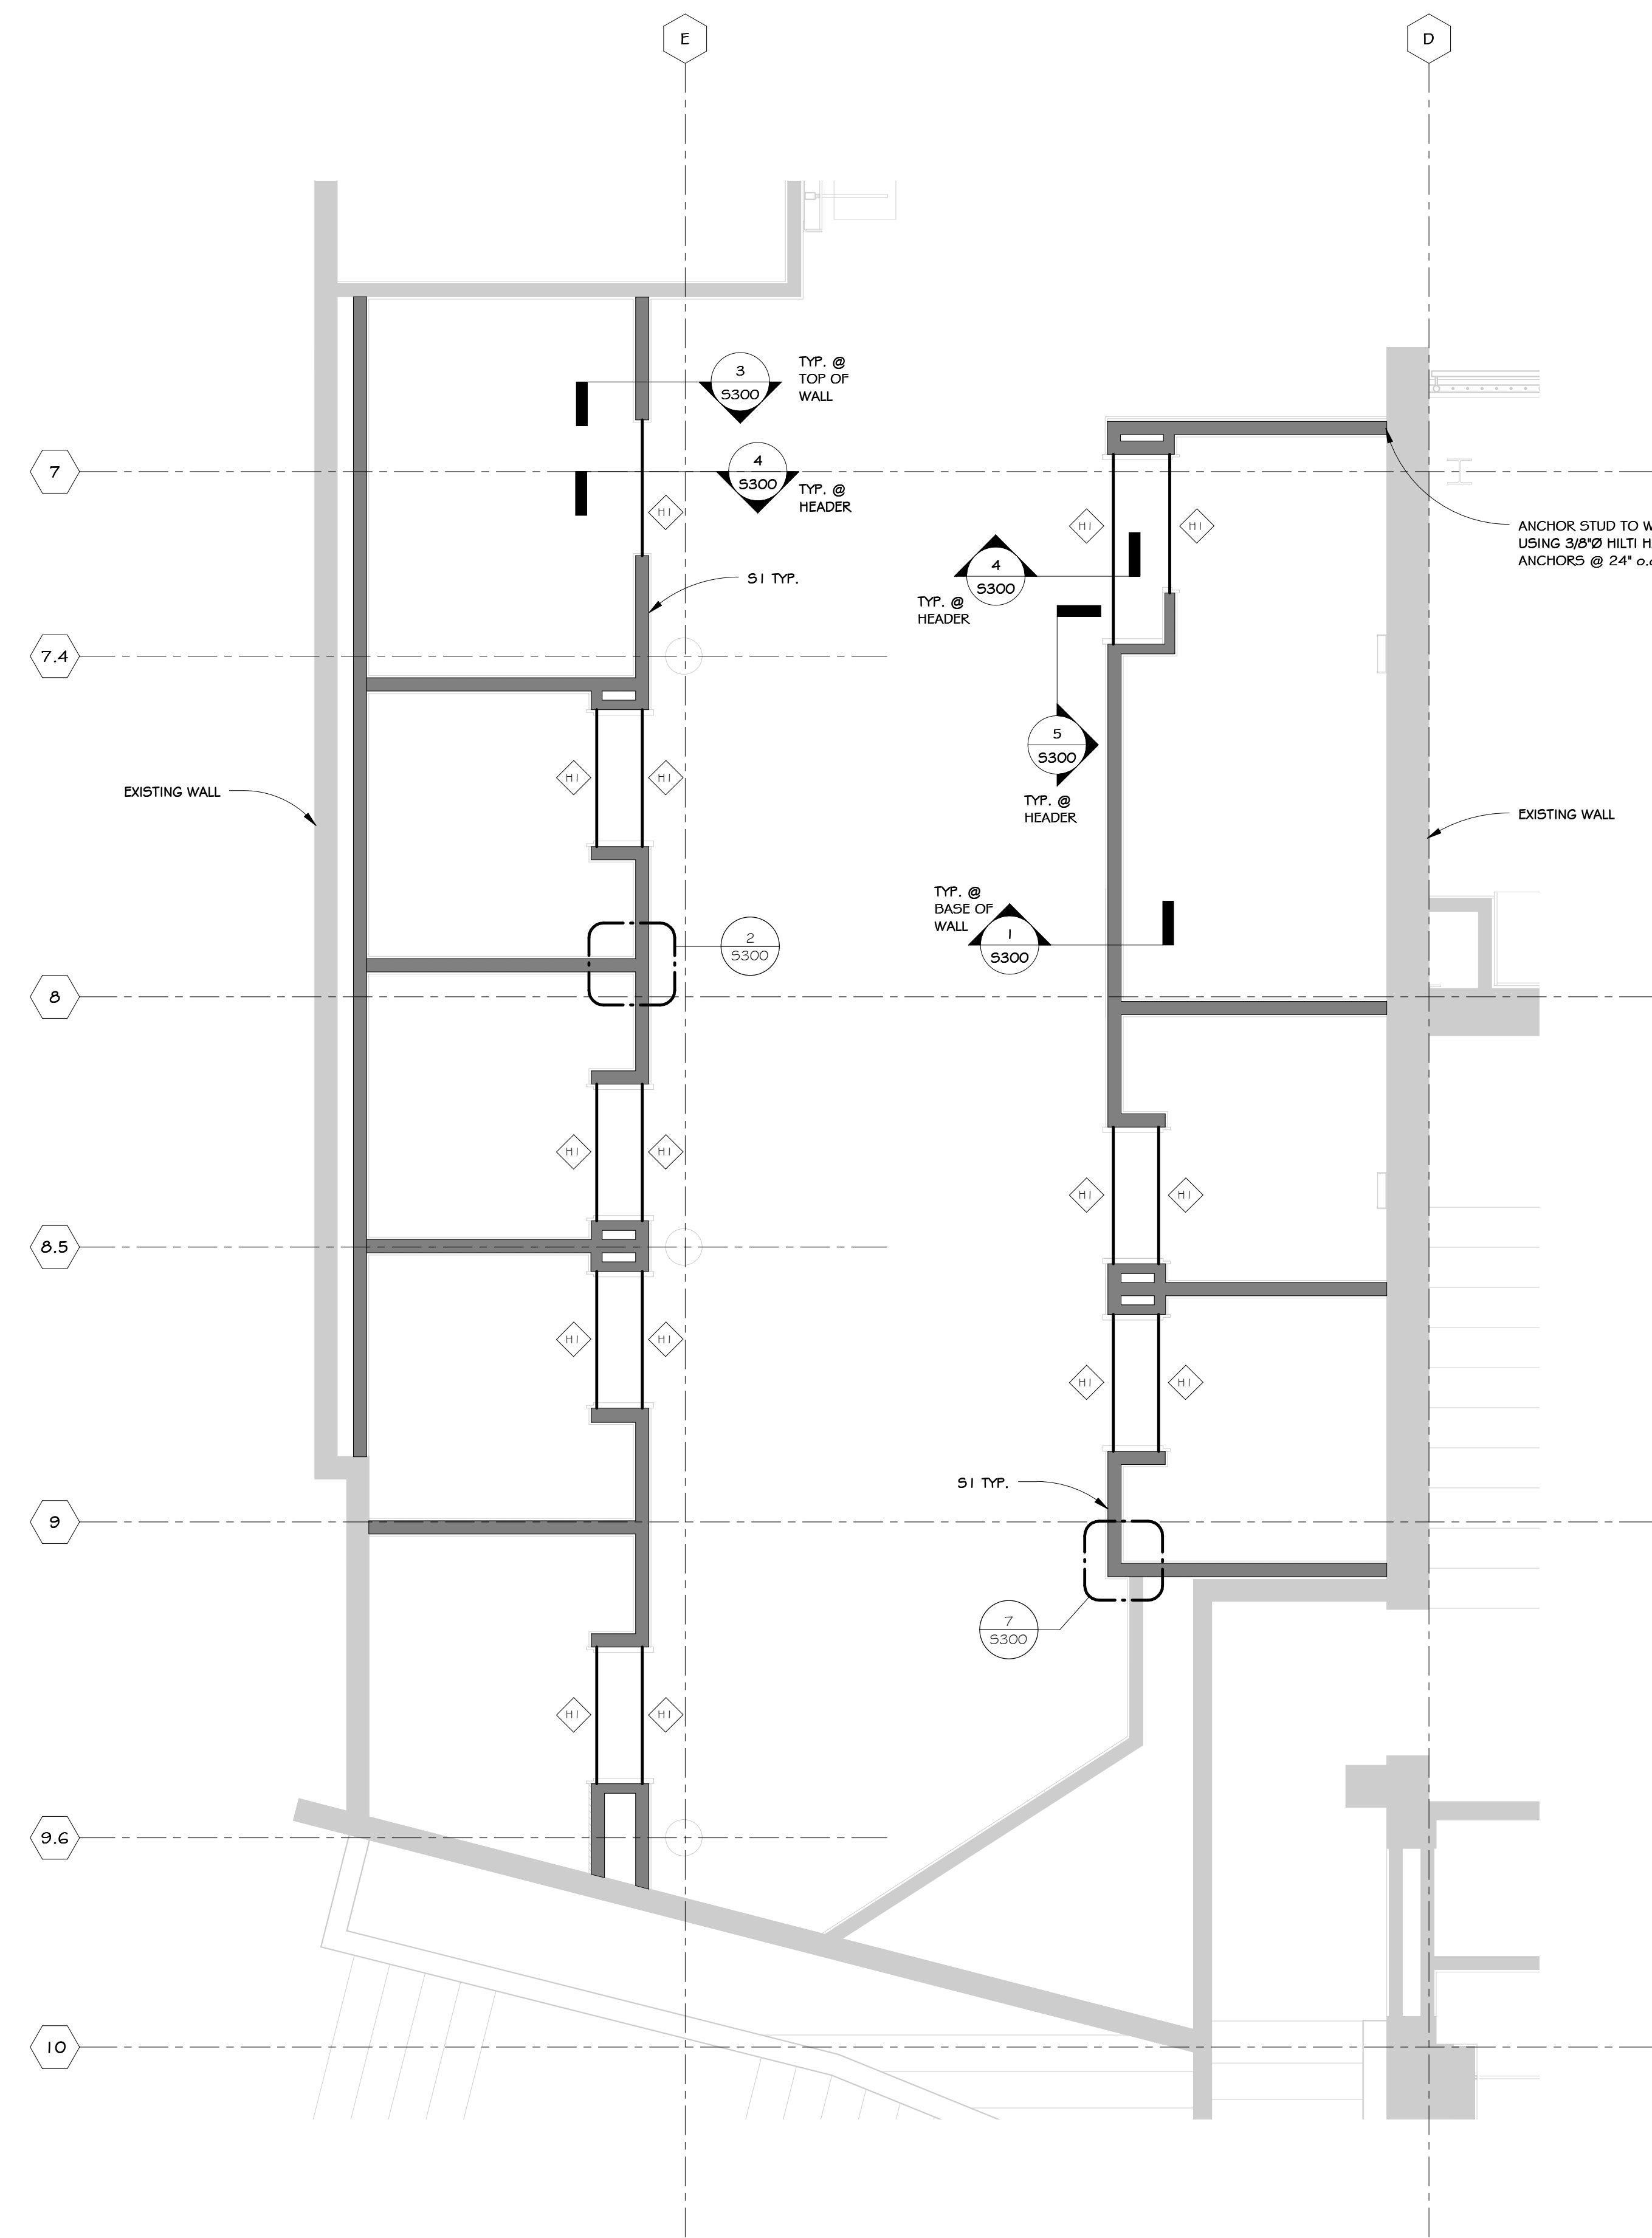 E
D
3
S300
TYP. @
TOP OF
WALL
7
4
S300
TYP. @
HEADER
H1
H1
H1
ANCHOR STUD TO
USING 3/8"Ø HILTI
ANCHORS @ 24"
4
S300
TYP. @
HEADER
S1 TYP.
7.4
5
S300
TYP. @
HEADER
H1
H1
EXISTING WALL
EXISTING WALL
TYP. @
BASE OF
WALL
1
S300
2
S300
8
H1
H1
H1
H1
8.5
H1
H1
H1
H1
S1 TYP.
9
7
S300
H1
H1
9.6
10